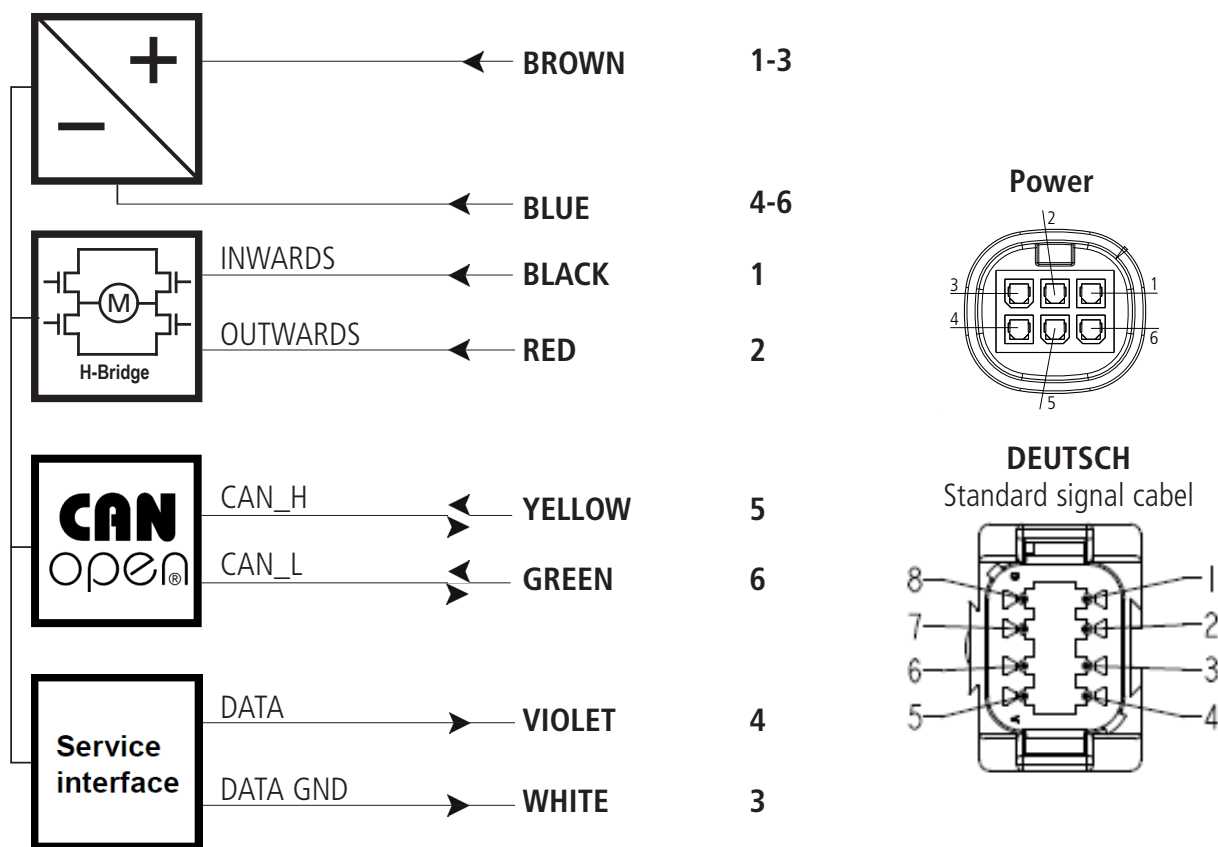 +
BROWN 1-3
−
BLUE 4-6
INWARDS BLACK 1
M
OUTWARDS RED 2
H-Bridge
CAN_H YELLOW 5
CAN
open®
CAN_L GREEN 6
DATA VIOLET 4
Service
interface
DATA GND WHITE 3
Power
2
3 1
4 6
5
DEUTSCH
Standard signal cabel
8 1
7 2
6 3
5 4